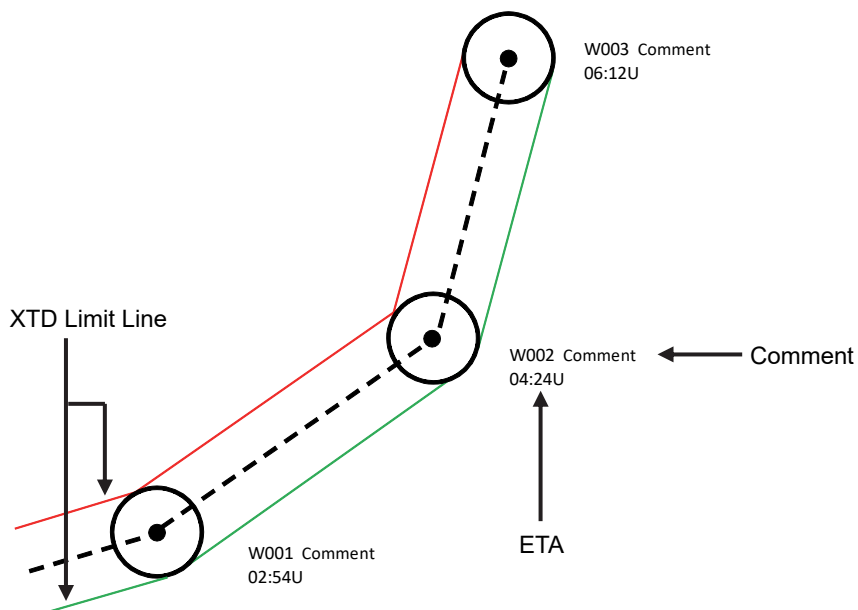 W003 Comment
06:12U
XTD Limit Line
W002 Comment
04:24U
Comment
W001 Comment
02:54U
ETA